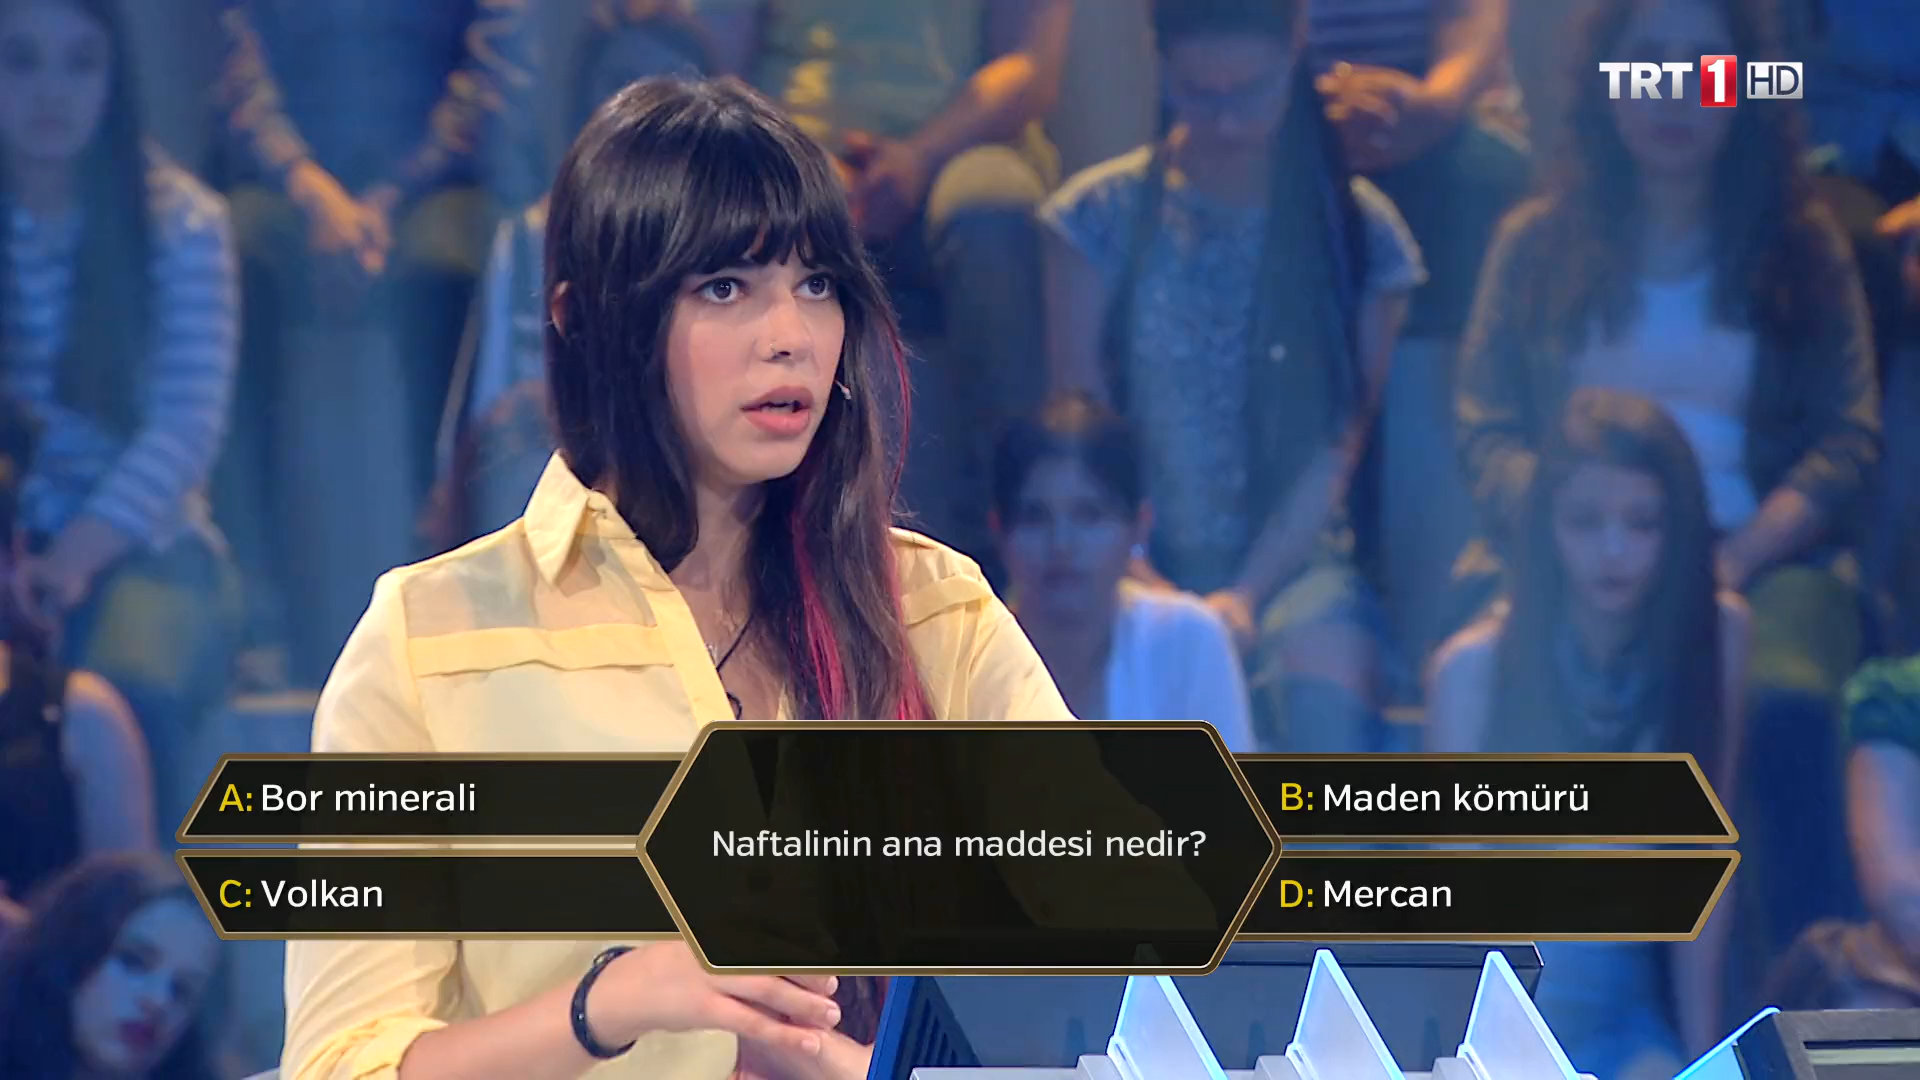 TRT 1 HD
Naftalinin ana maddesi nedir?
A: Bor minerali
B: Maden kömürü
C: Volkan
D: Mercan